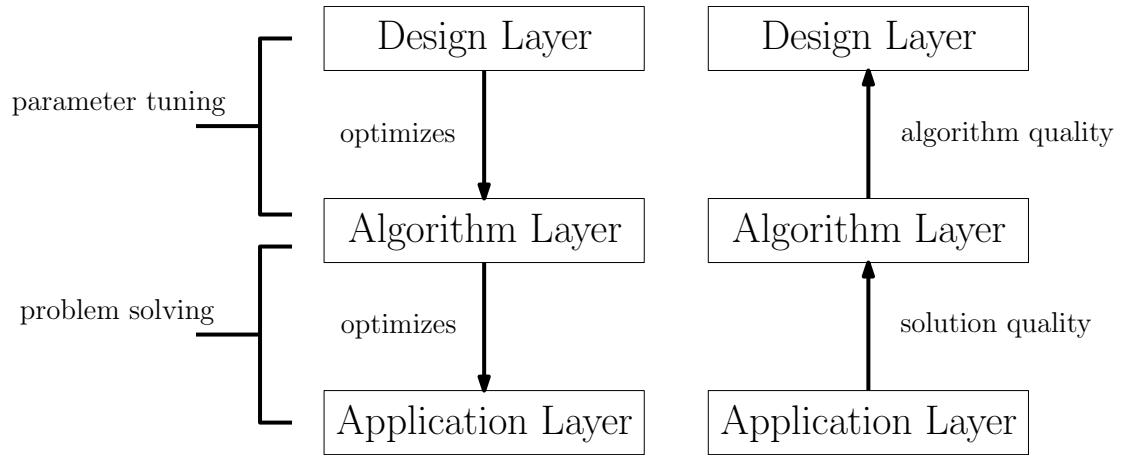 Design Layer
Design Layer
parameter tuning
optimizes
algorithm quality
Algorithm Layer
Algorithm Layer
problem solving
optimizes
solution quality
Application Layer
Application Layer